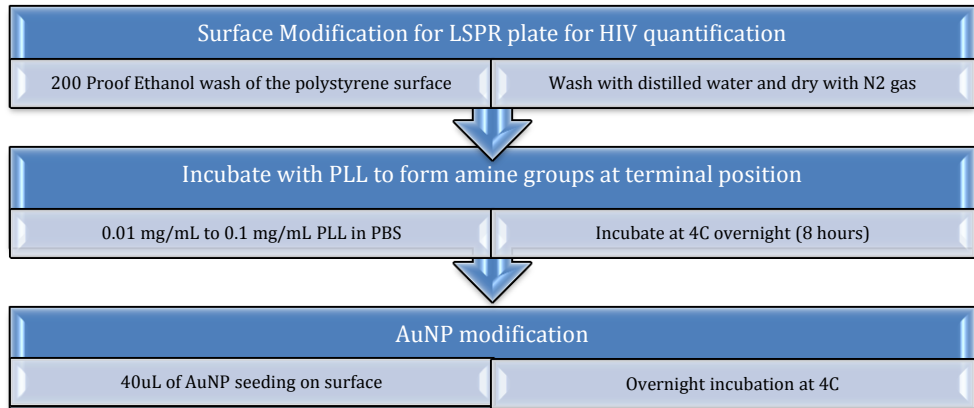 Surface Modification for LSPR plate for HIV quantification
200 Proof Ethanol wash of the polystyrene surface
Wash with distilled water and dry with N2 gas
Incubate with PLL to form amine groups at terminal position
0.01 mg/mL to 0.1 mg/mL PLL in PBS
Incubate at 4C overnight (8 hours)
AuNP modification
40uL of AuNP seeding on surface
Overnight incubation at 4C